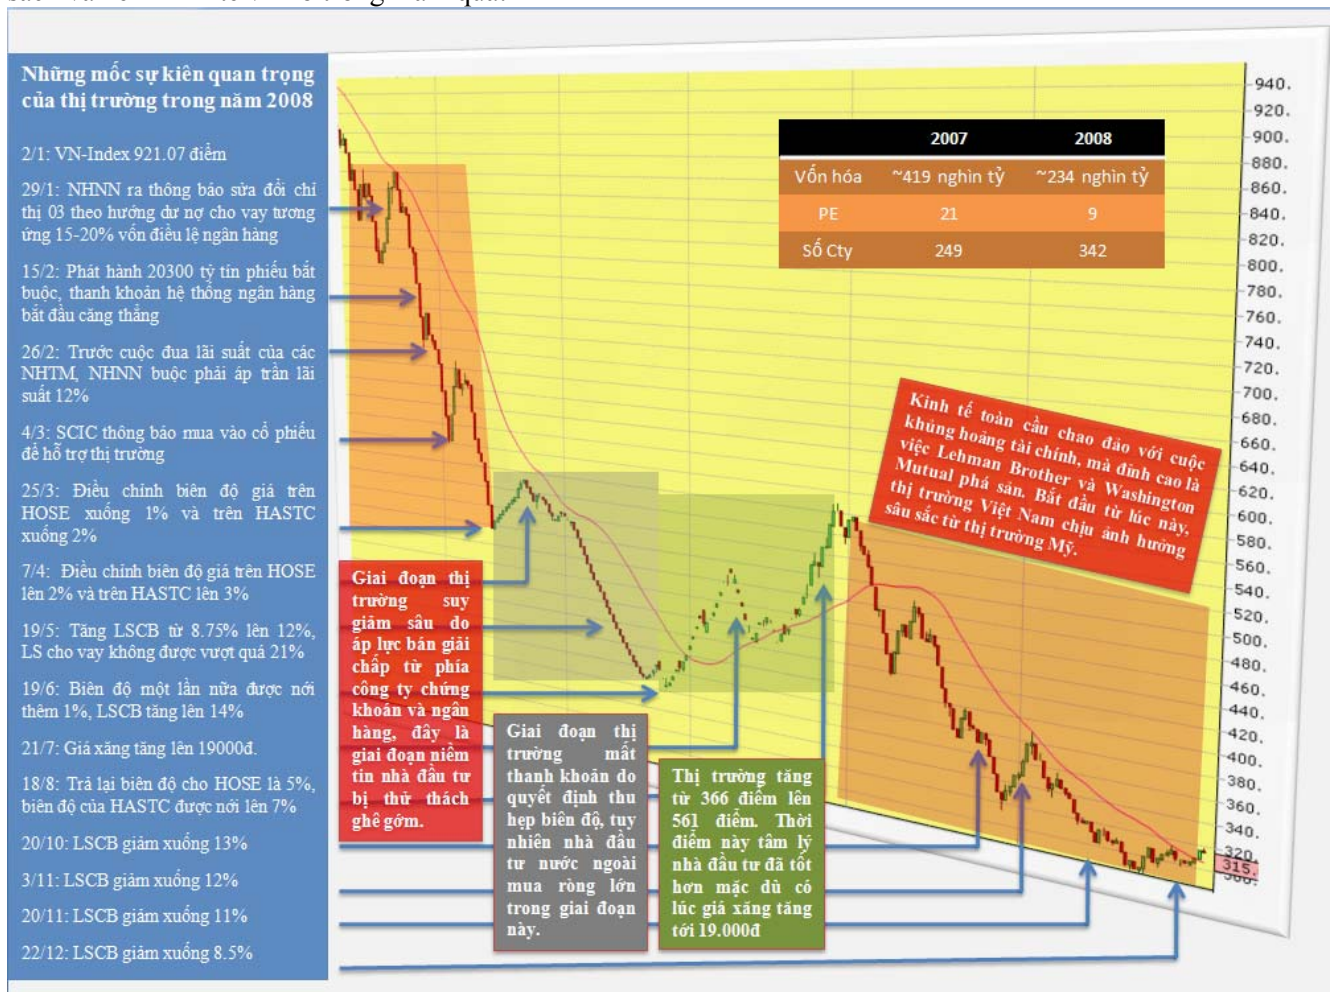 Những mốc sự kiện quan trọng
của thị trường trong năm 2008
2/1: VN-Index 921.07 điểm
29/1: NHNN ra thông báo sửa đổi chỉ
thị 03 theo hướng dư nợ cho vay tương
ứng 15-20% vốn điều lệ ngân hàng
15/2: Phát hành 20300 tỷ tín phiếu bắt
buộc, thanh khoản hệ thống ngân hàng
bắt đầu căng thẳng
26/2: Trước cuộc đua lãi suất của các
NHTM, NHNN buộc phải áp trần lãi
suất 12%
4/3: SCIC thông báo mua vào cổ phiếu
để hỗ trợ thị trường
25/3: Điều chỉnh biên độ giá trên
HOSE xuống 1% và trên HASTC
xuống 2%
7/4: Điều chỉnh biên độ giá trên HOSE
lên 2% và trên HASTC lên 3%
19/5: Tăng LSCB từ 8.75% lên 12%,
LS cho vay không được vượt quá 21%
19/6: Biên độ một lần nữa được nới
thêm 1%, LSCB tăng lên 14%
21/7: Giá xăng tăng lên 19000đ.
18/8: Trả lại biên độ cho HOSE là 5%,
biên độ của HASTC được nới lên 7%
20/10: LSCB giảm xuống 13%
3/11: LSCB giảm xuống 12%
20/11: LSCB giảm xuống 11%
22/12: LSCB giảm xuống 8.5%
2007 2008
Vốn hóa ~419 nghìn tỷ ~234 nghìn tỷ
PE 21 9
Số Cty 249 342
Kinh tế toàn cầu chao đảo với cuộc
khủng hoảng tài chính, mà đỉnh cao là
việc Lehman Brother và Washington
Mutual phá sản. Bắt đầu từ lúc này,
thị trường Việt Nam chịu ảnh hưởng
sâu sắc từ thị trường Mỹ.
Giai đoạn thị
trường suy
giảm sâu do
áp lực bán giải
chấp từ phía
công ty chứng
khoán và ngân
hàng, đây là
giai đoạn niềm
tin nhà đầu tư
bị thử thách
ghê gớm.
Giai đoạn thị
trường mất
thanh khoản do
quyết định thu
hẹp biên độ, tuy
nhiên nhà đầu
tư nước ngoài
mua ròng lớn
trong giai đoạn
này.
Thị trường tăng
từ 366 điểm lên
561 điểm. Thời
điểm này tâm lý
nhà đầu tư đã tốt
hơn mặc dù có
lúc giá xăng tăng
tới 19.000đ
940.
920.
900.
880.
860.
840.
820.
800.
780.
760.
740.
720.
700.
680.
660.
640.
620.
600.
580.
560.
540.
520.
500.
480.
460.
440.
420.
400.
380.
360.
340.
320.
315.